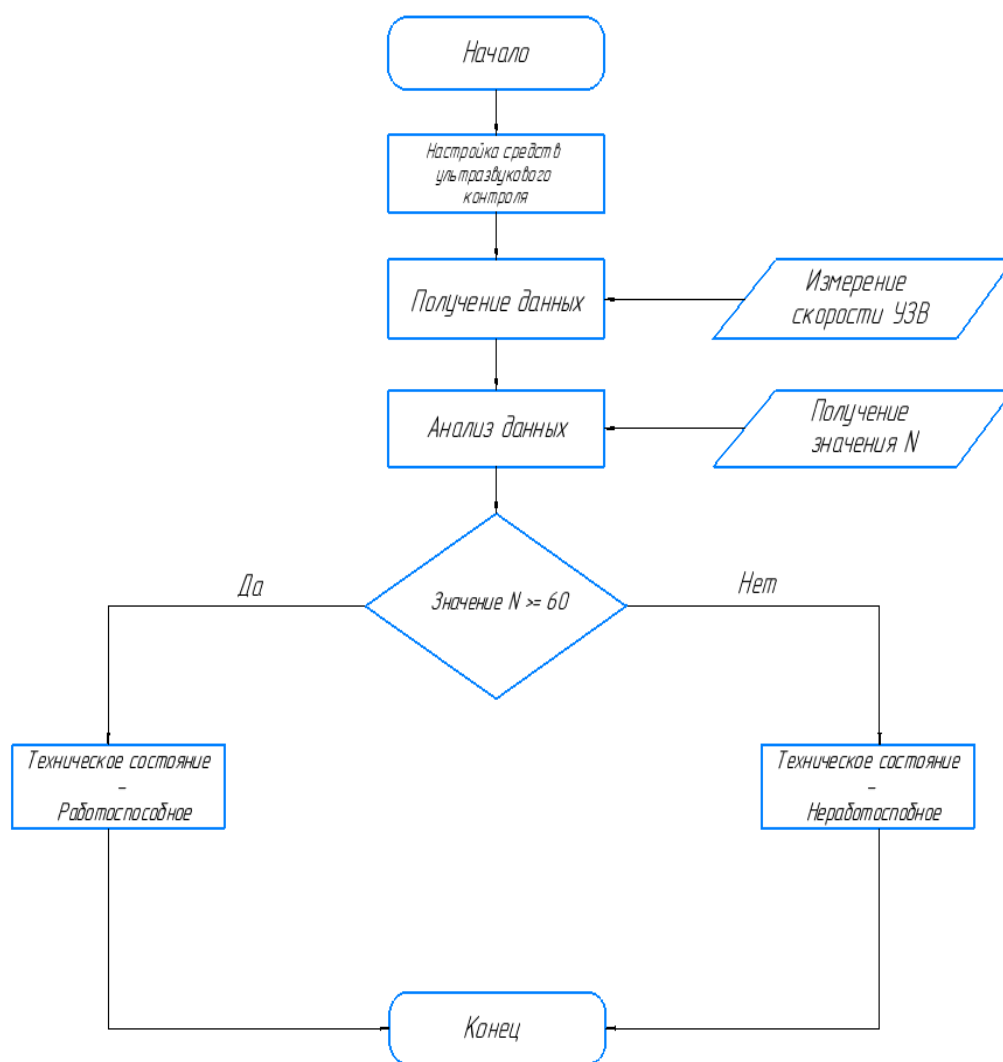 Начало
Настройка средств
ультразвукового
контроля
Получение данных
Измерение
скорости УЗВ
Анализ данных
Получение
значения N
Значение N >= 60
Да
Нет
Техническое состояние
–
Работоспособное
Техническое состояние
–
Неработоспобное
Конец